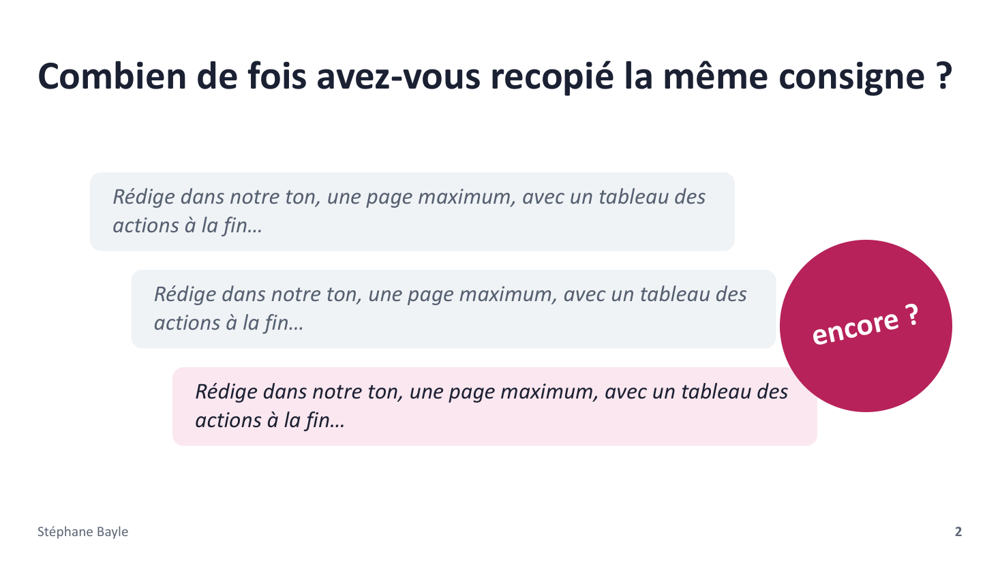 Combien de fois avez-vous recopié la même consigne ?
Rédige dans notre ton, une page maximum, avec un tableau des
actions à la fin…
Rédige dans notre ton, une page maximum, avec un tableau des
actions à la fin…
encore ?
Rédige dans notre ton, une page maximum, avec un tableau des
actions à la fin…
Stéphane Bayle
2